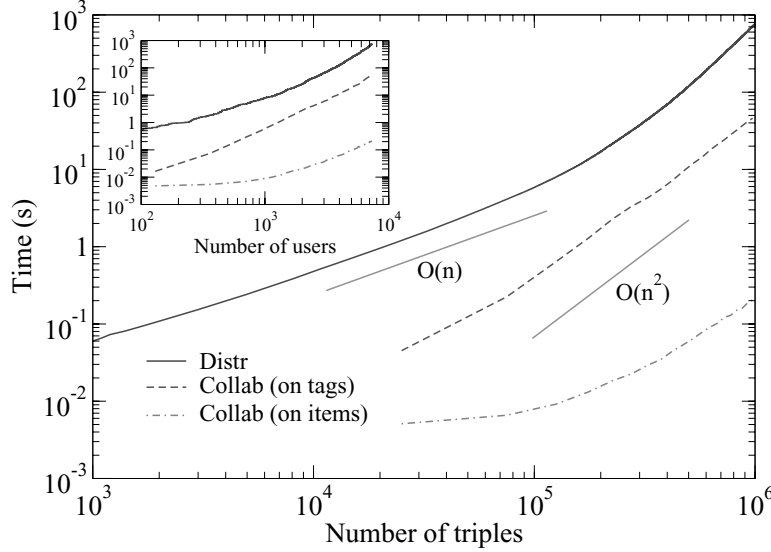 10^3
10^2
10^1
1
10^-1
10^-2
10^-3
Time (s)
10^3
10^4
10^5
10^6
Number of triples
10^3
10^2
10^1
1
10^-1
10^-2
10^-3
10^2
10^3
10^4
Number of users
O(n)
O(n^2)
Distr
Collab (on tags)
Collab (on items)